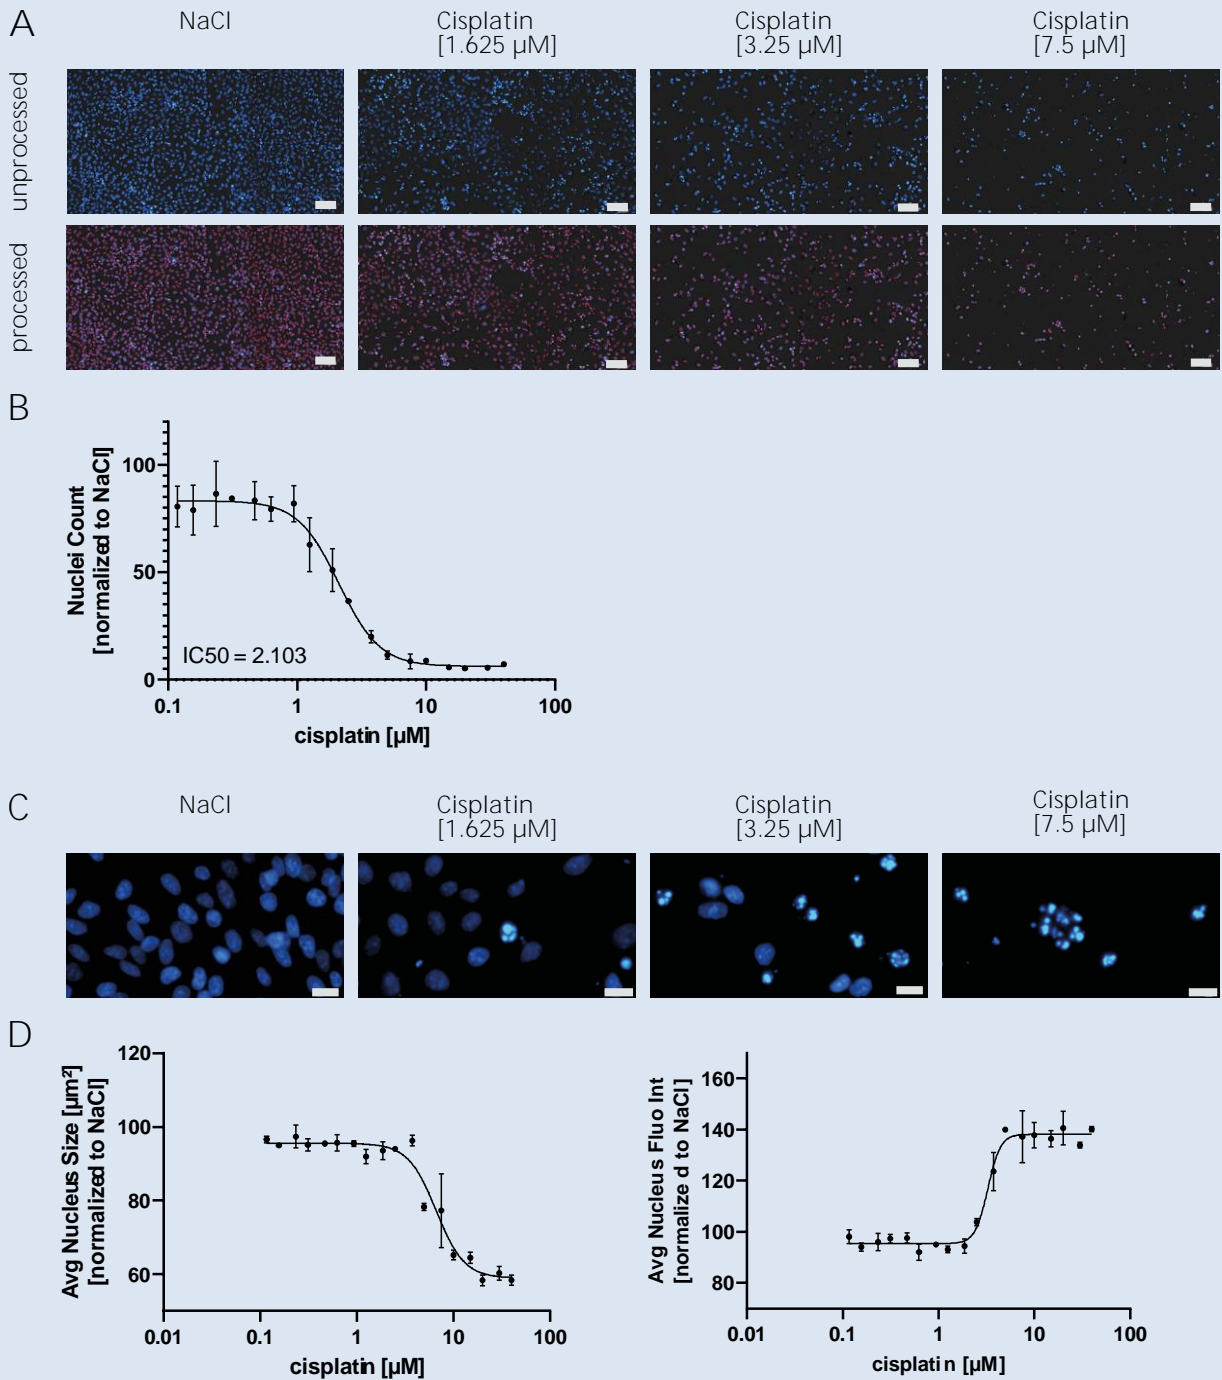 A
NaCl
Cisplatin
[1.625 µM]
Cisplatin
[3.25 µM]
Cisplatin
[7.5 µM]
unprocessed
processed
B
Nuclei Count
[normalized to NaCl]
100
50
0
IC50 = 2.103
0.1
1
10
100
cisplatin [µM]
C
NaCl
Cisplatin
[1.625 µM]
Cisplatin
[3.25 µM]
Cisplatin
[7.5 µM]
D
Avg Nucleus Size [µm²]
[normalized to NaCl]
120
100
80
60
0.01
0.1
1
10
100
cisplatin [µM]
Avg Nucleus Fluo Int
[normalize d to NaCl]
160
140
120
100
80
0.01
0.1
1
10
100
cisplatin [µM]